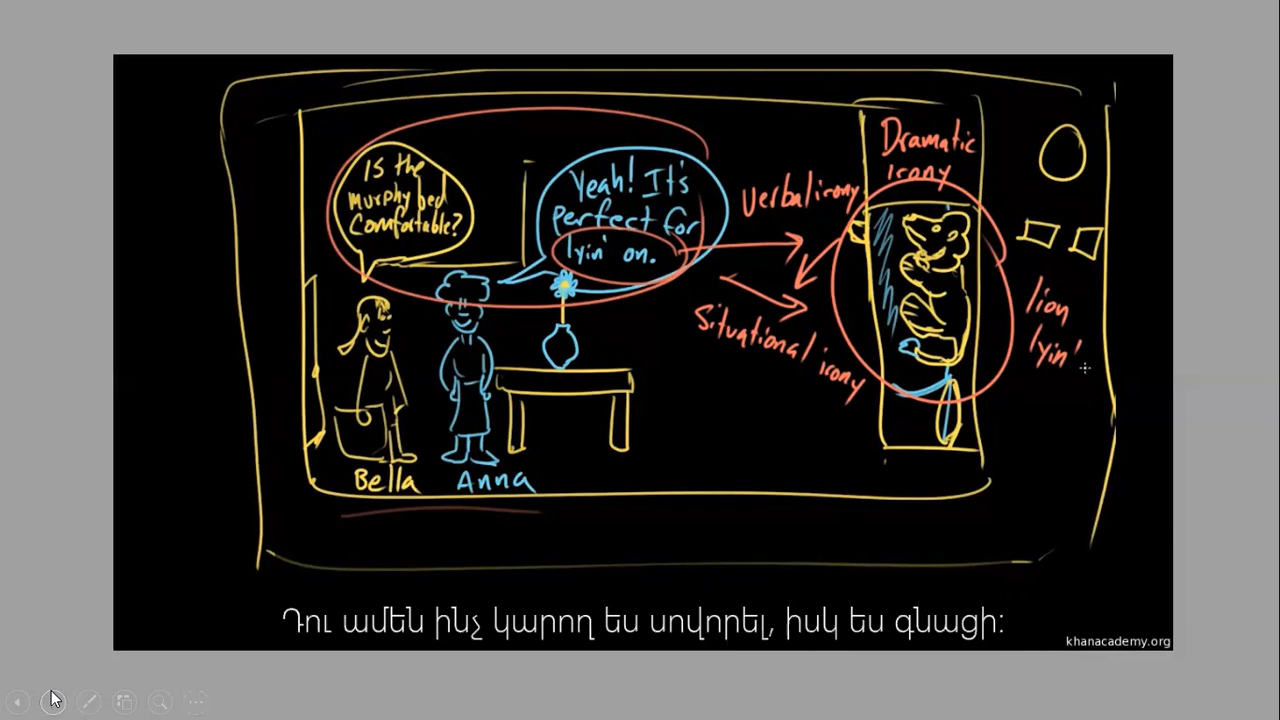 Is the
Murphy bed
Comfortable?
Yeah! It's
perfect for
lyin' on.
Verbal irony
Dramatic
irony
Situational irony
lion
lyin'
Bella
Anna
Դու ամեն ինչ կարող ես սովորել, իսկ ես գնացի:
khanacademy.org